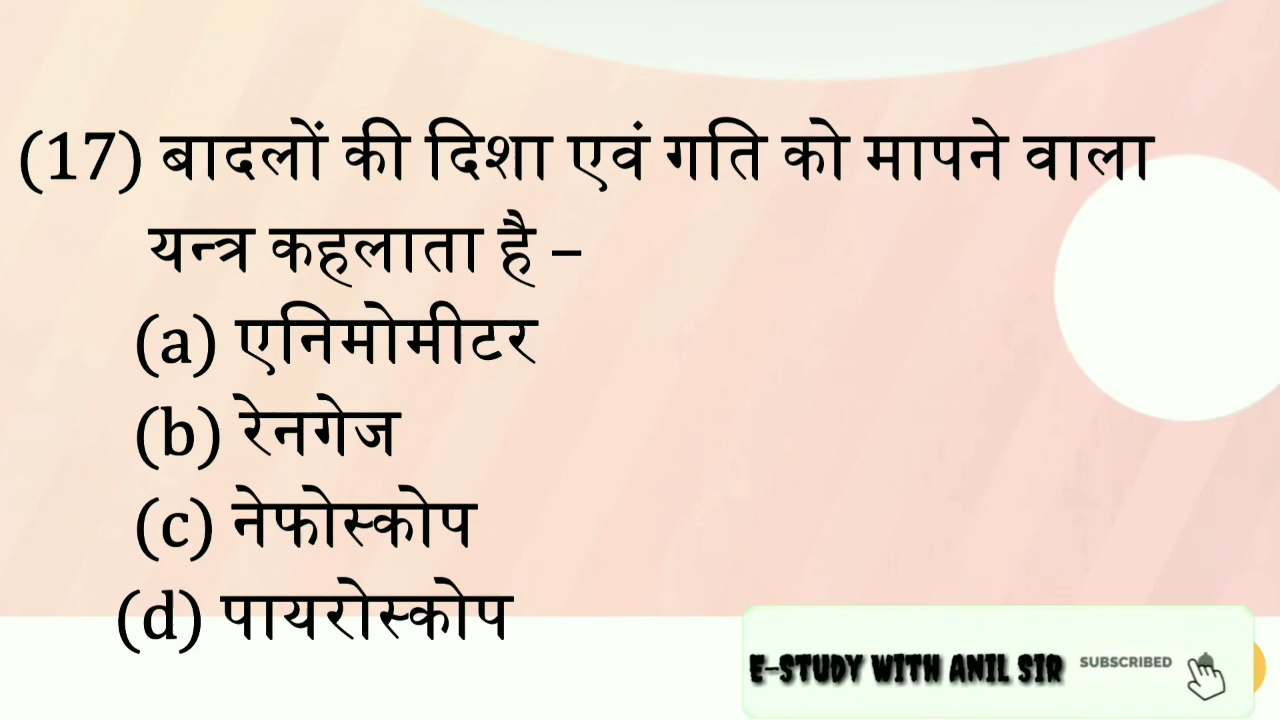 (17) बादलों की दिशा एवं गति को मापने वाला
यन्त्र कहलाता है –
(a) एनिमोमीटर
(b) रेनगेज
(c) नेफोस्कोप
(d) पायरोस्कोप
E-STUDY WITH ANIL SIR
SUBSCRIBED